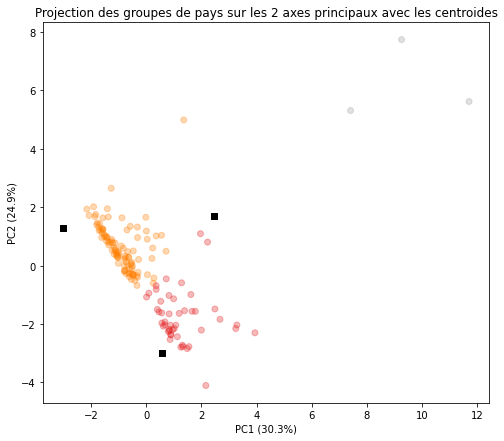 Projection des groupes de pays sur les 2 axes principaux avec les centroides
8
6
4
2
0
−2
−4
PC2 (24.9%)
−2 0 2 4 6 8 10 12
PC1 (30.3%)